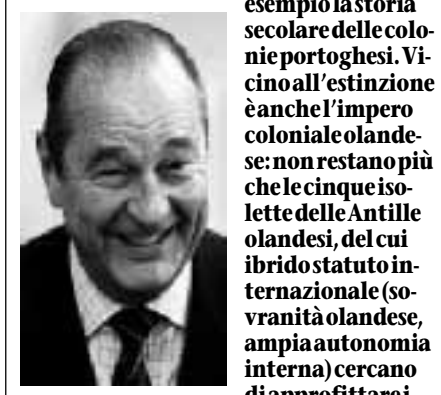 esempio la storia
secolare delle colo-
nie portoghesi. Vi-
cino all'estinzione
è anche l'impero
coloniale olande-
se: non restano più
che le cinque iso-
lette delle Antille
olandesi, del cui
ibrido statuto in-
ternazionale (so-
vranità olandese,
ampia autonomia
interna) cercano
di approfittare i